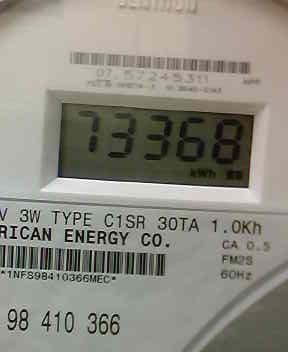 73368
kWh
V 3W TYPE C1SR 30TA 1.0Kh
RICAN ENERGY CO.
CA 0.5
FM2S
60Hz
*1NFS98410366MEC*
98 410 366